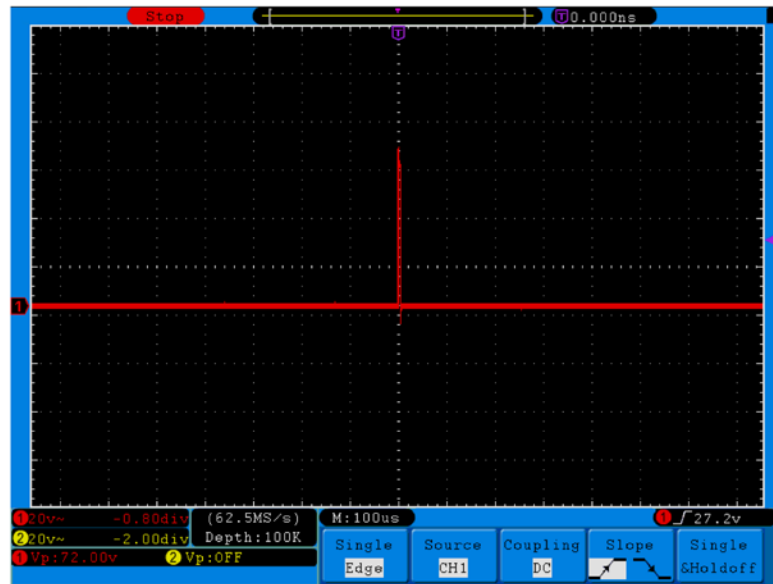 Stop T 0.000ns
T
1
1 20v~ -0.80div (62.5MS/s) M:100us 1 27.2v
2 20v~ -2.00div Depth:100K
1 Vp:72.00v 2 Vp:OFF
Single Source Coupling Slope Single
Edge CH1 DC &Holdoff